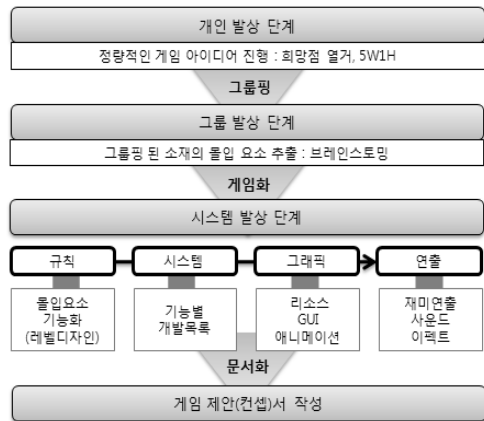 개인 발상 단계
정량적인 게임 아이디어 진행 : 희망점 열거, 5W1H
그룹핑
그룹 발상 단계
그룹핑 된 소재의 몰입 요소 추출 : 브레인스토밍
게임화
시스템 발상 단계
규칙
시스템
그래픽
연출
몰입요소
기능화
(레벨디자인)
기능별
개발목록
리소스
GUI
애니메이션
재미연출
사운드
이펙트
문서화
게임 제안(컨셉)서 작성